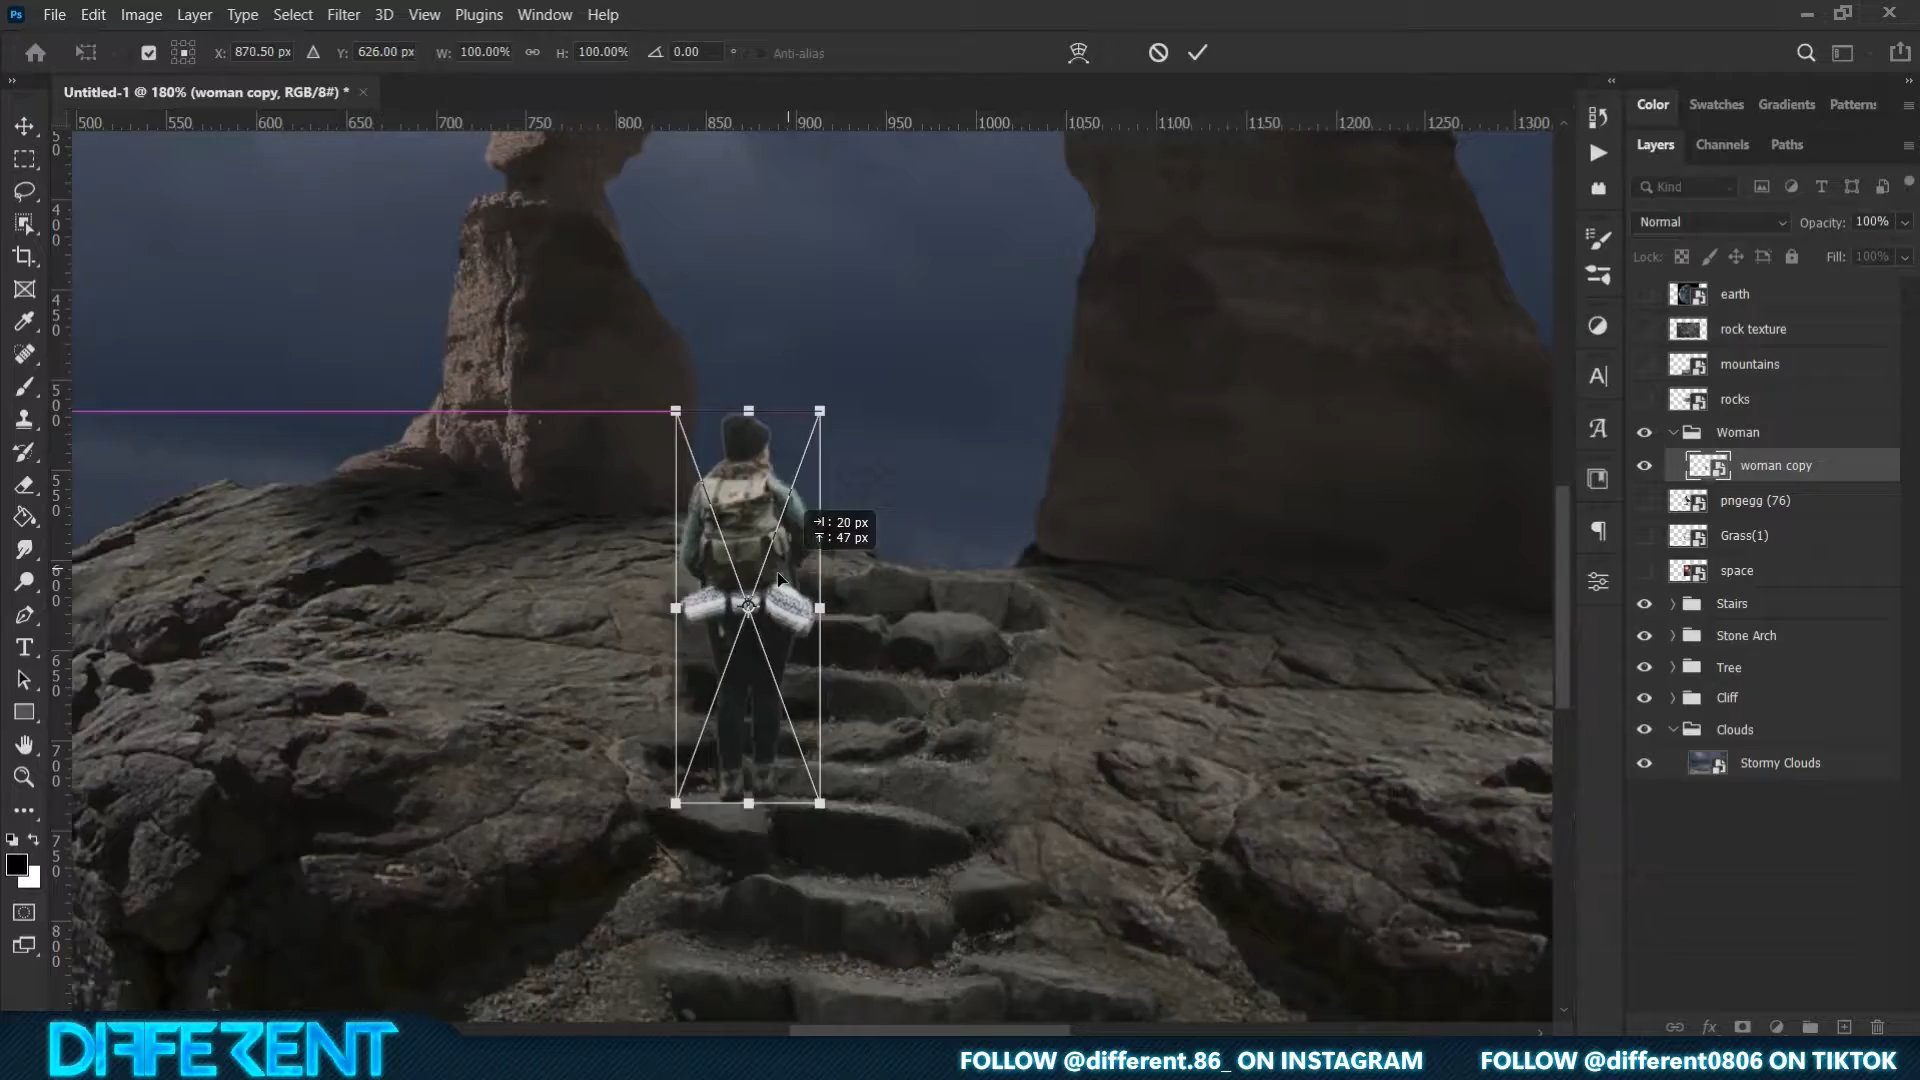 Ps File Edit Image Layer Type Select Filter 3D View Plugins Window Help
X: 870.50 px Y: 626.00 px W: 100.00% H: 100.00% 0.00 ° Anti-alias
Untitled-1 @ 180% (woman copy, RGB/8#) * ×
500 550 600 650 700 750 800 850 900 950 1000 1050 1100 1150 1200 1250 1300
Color Swatches Gradients Patterns
Layers Channels Paths
Kind
Normal Opacity: 100%
Lock: Fill: 100%
earth
rock texture
mountains
rocks
Woman
woman copy
pngegg (76)
Grass(1)
space
Stairs
Stone Arch
Tree
Cliff
Clouds
Stormy Clouds
: 20 px
: 47 px
DIFFERENT
FOLLOW @different.86_ ON INSTAGRAM
FOLLOW @different0806 ON TIKTOK